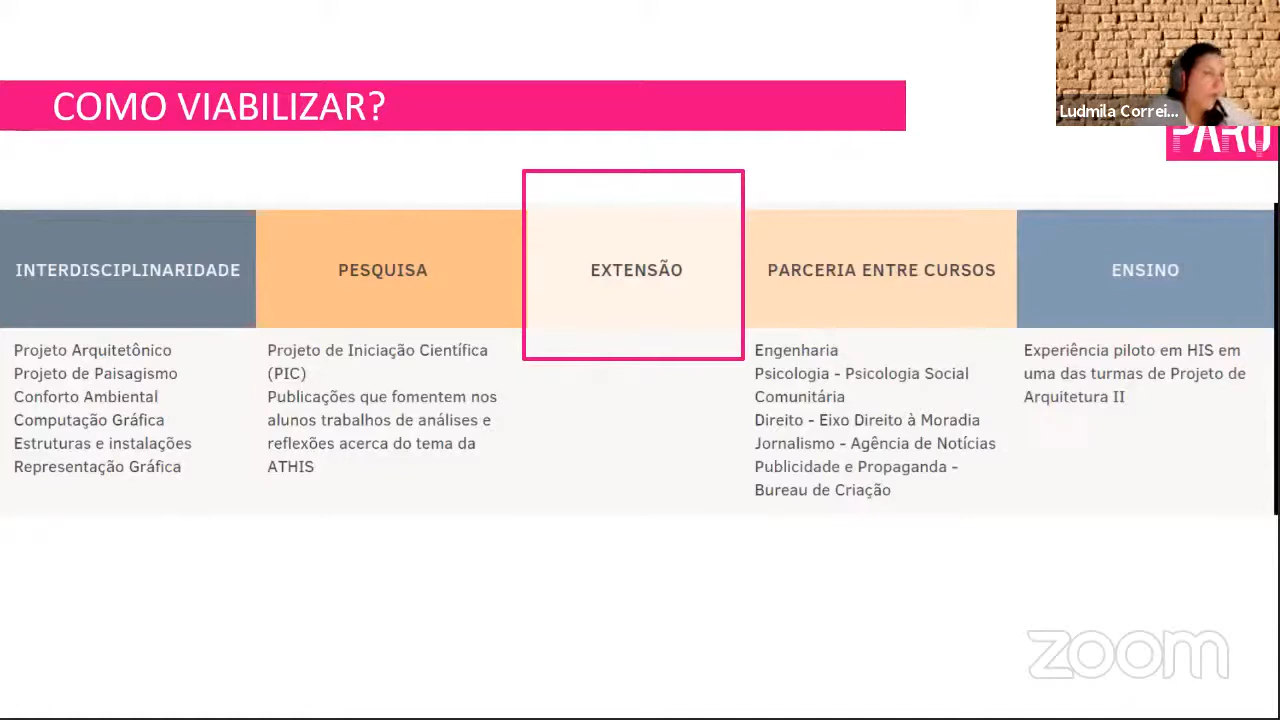 COMO VIABILIZAR?
Ludmila Correi...
PARQ
INTERDISCIPLINARIDADE
Projeto Arquitetônico
Projeto de Paisagismo
Conforto Ambiental
Computação Gráfica
Estruturas e instalações
Representação Gráfica
PESQUISA
Projeto de Iniciação Científica
(PIC)
Publicações que fomentem nos
alunos trabalhos de análises e
reflexões acerca do tema da
ATHIS
EXTENSÃO
PARCERIA ENTRE CURSOS
Engenharia
Psicologia - Psicologia Social
Comunitária
Direito - Eixo Direito à Moradia
Jornalismo - Agência de Notícias
Publicidade e Propaganda -
Bureau de Criação
ENSINO
Experiência piloto em HIS em
uma das turmas de Projeto de
Arquitetura II
zoom